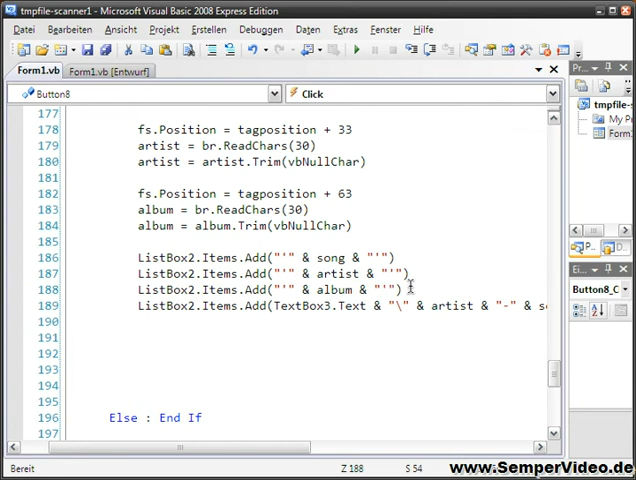 tmpfile-scanner1 - Microsoft Visual Basic 2008 Express Edition
Datei Bearbeiten Ansicht Projekt Erstellen Debuggen Daten Extras Fenster Hilfe
Form1.vb Form1.vb [Entwurf]
Button8 Click
177
178 fs.Position = tagposition + 33
179 artist = br.ReadChars(30)
180 artist = artist.Trim(vbNullChar)
181
182 fs.Position = tagposition + 63
183 album = br.ReadChars(30)
184 album = album.Trim(vbNullChar)
185
186 ListBox2.Items.Add("'" & song & "'")
187 ListBox2.Items.Add("'" & artist & "'")
188 ListBox2.Items.Add("'" & album & "'")
189 ListBox2.Items.Add(TextBox3.Text & "\" & artist & "-" & s
190
191
192
193
194
195
196 Else : End If
197
Pr...
tmpfile-s
My P
Form1
P...
D...
Ei...
Button8_C
Bereit
Z 188
S 54
www.SemperVideo.de